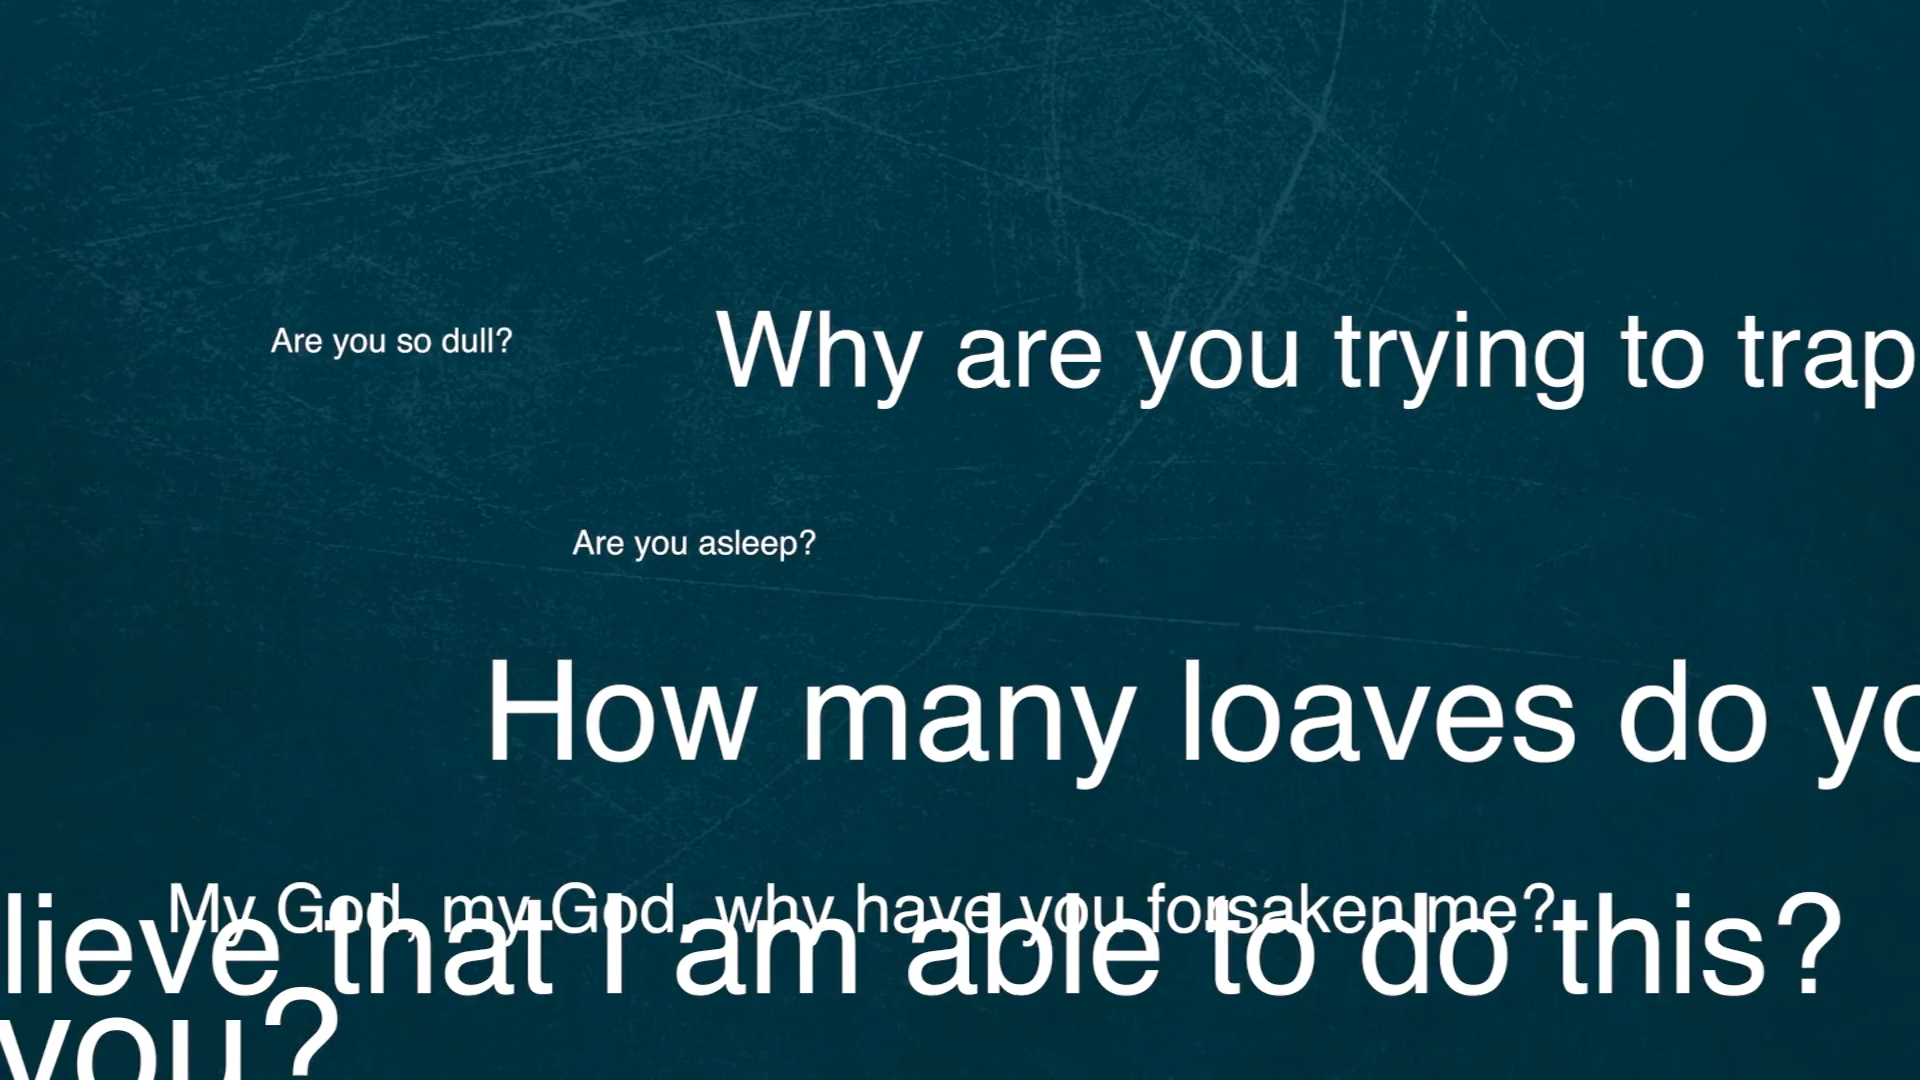 Are you so dull?
Why are you trying to trap
Are you asleep?
How many loaves do yo
My God, my God, why have you forsaken me?
lieve that I am able to do this?
you?